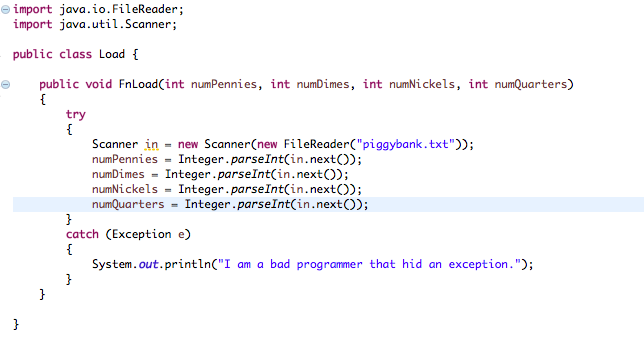 import java.io.FileReader;
import java.util.Scanner;
public class Load {
public void FnLoad(int numPennies, int numDimes, int numNickels, int numQuarters)
{
try
{
Scanner in = new Scanner(new FileReader("piggybank.txt"));
numPennies = Integer.parseInt(in.next());
numDimes = Integer.parseInt(in.next());
numNickels = Integer.parseInt(in.next());
numQuarters = Integer.parseInt(in.next());
}
catch (Exception e)
{
System.out.println("I am a bad programmer that hid an exception.");
}
}
}